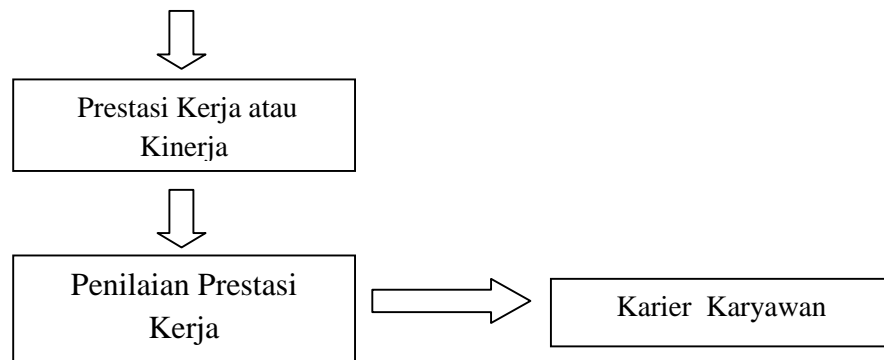 Prestasi Kerja atau
Kinerja
Penilaian Prestasi
Kerja
Karier Karyawan